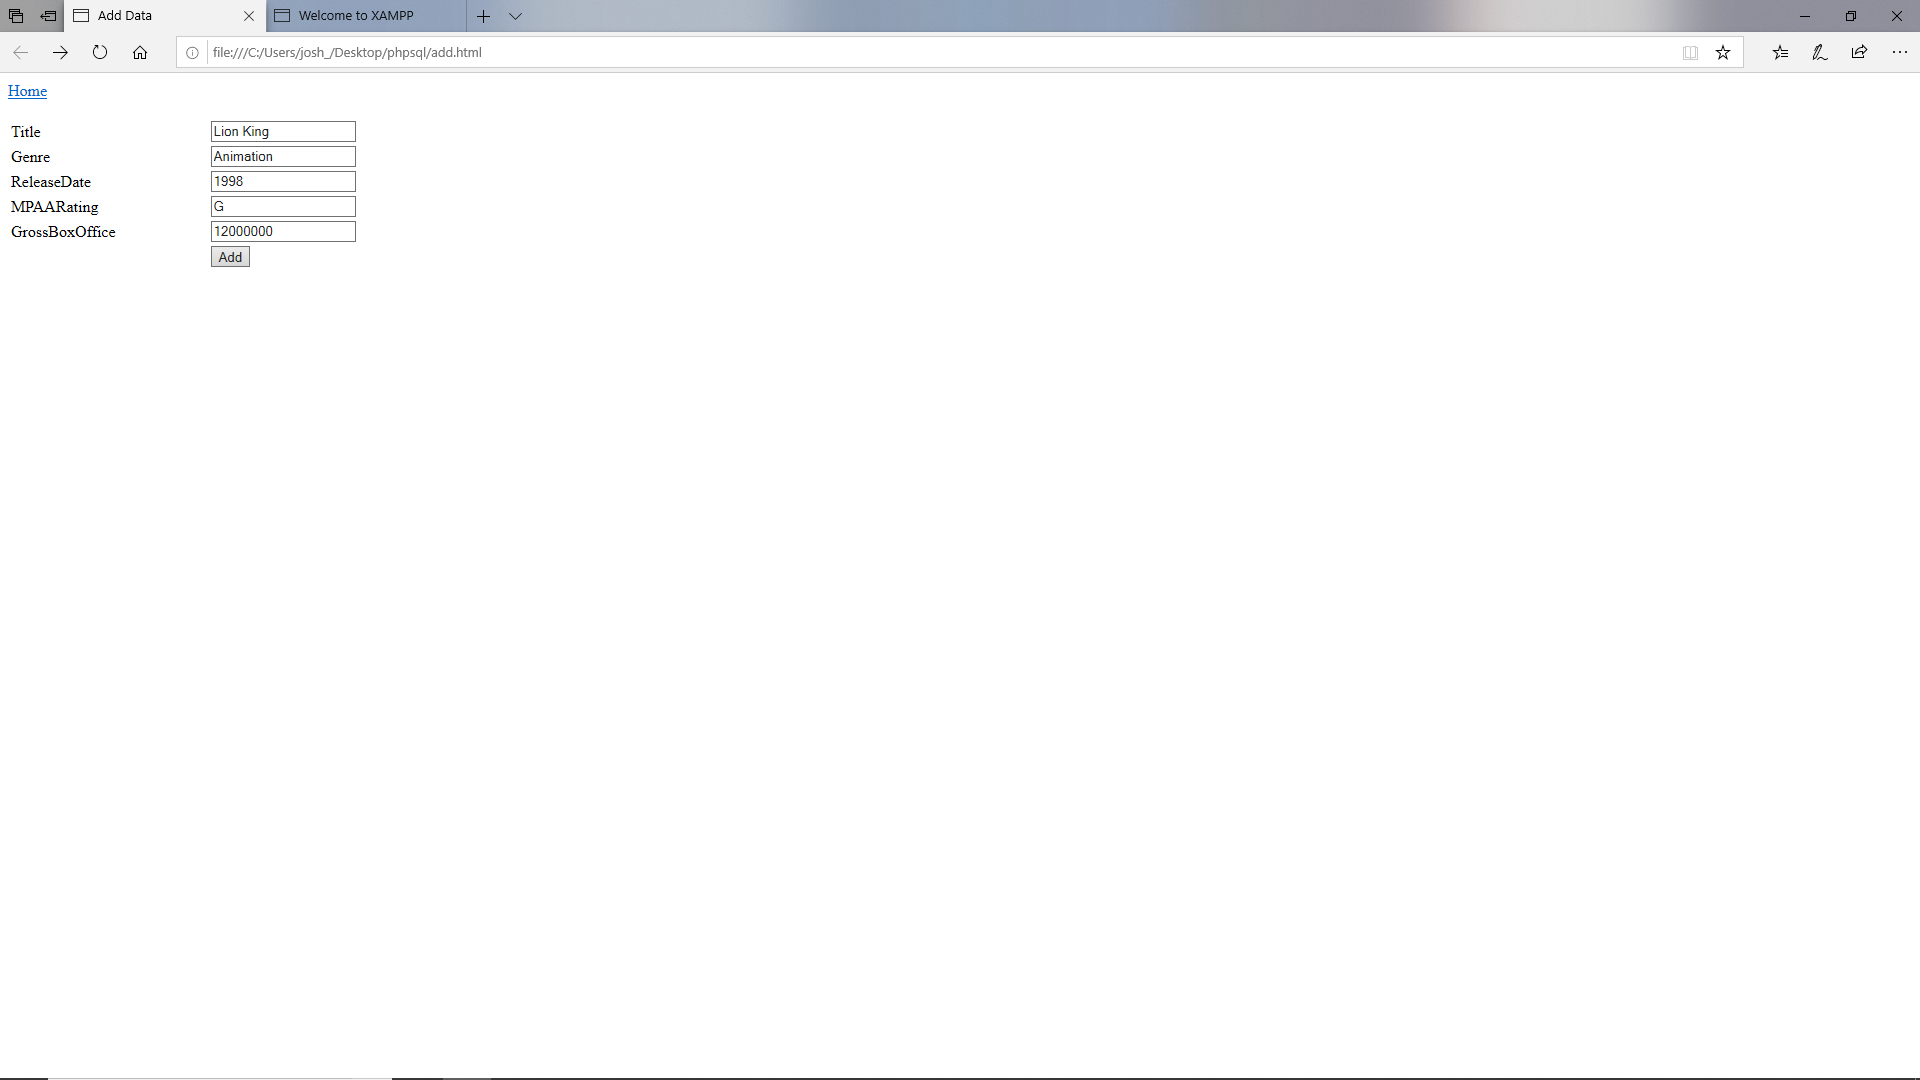 Add Data
Welcome to XAMPP
file:///C:/Users/josh_/Desktop/phpsql/add.html
Home
Title Lion King
Genre Animation
ReleaseDate 1998
MPAARating G
GrossBoxOffice 12000000
Add